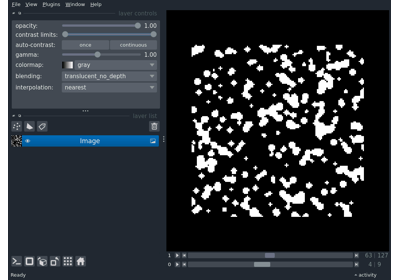 File View Plugins Window Help
layer controls
opacity: 1.00
contrast limits:
auto-contrast: once continuous
gamma: 1.00
colormap: gray
blending: translucent_no_depth
interpolation: nearest
layer list
Image
1 63 / 127
0 4 / 9
Ready activity